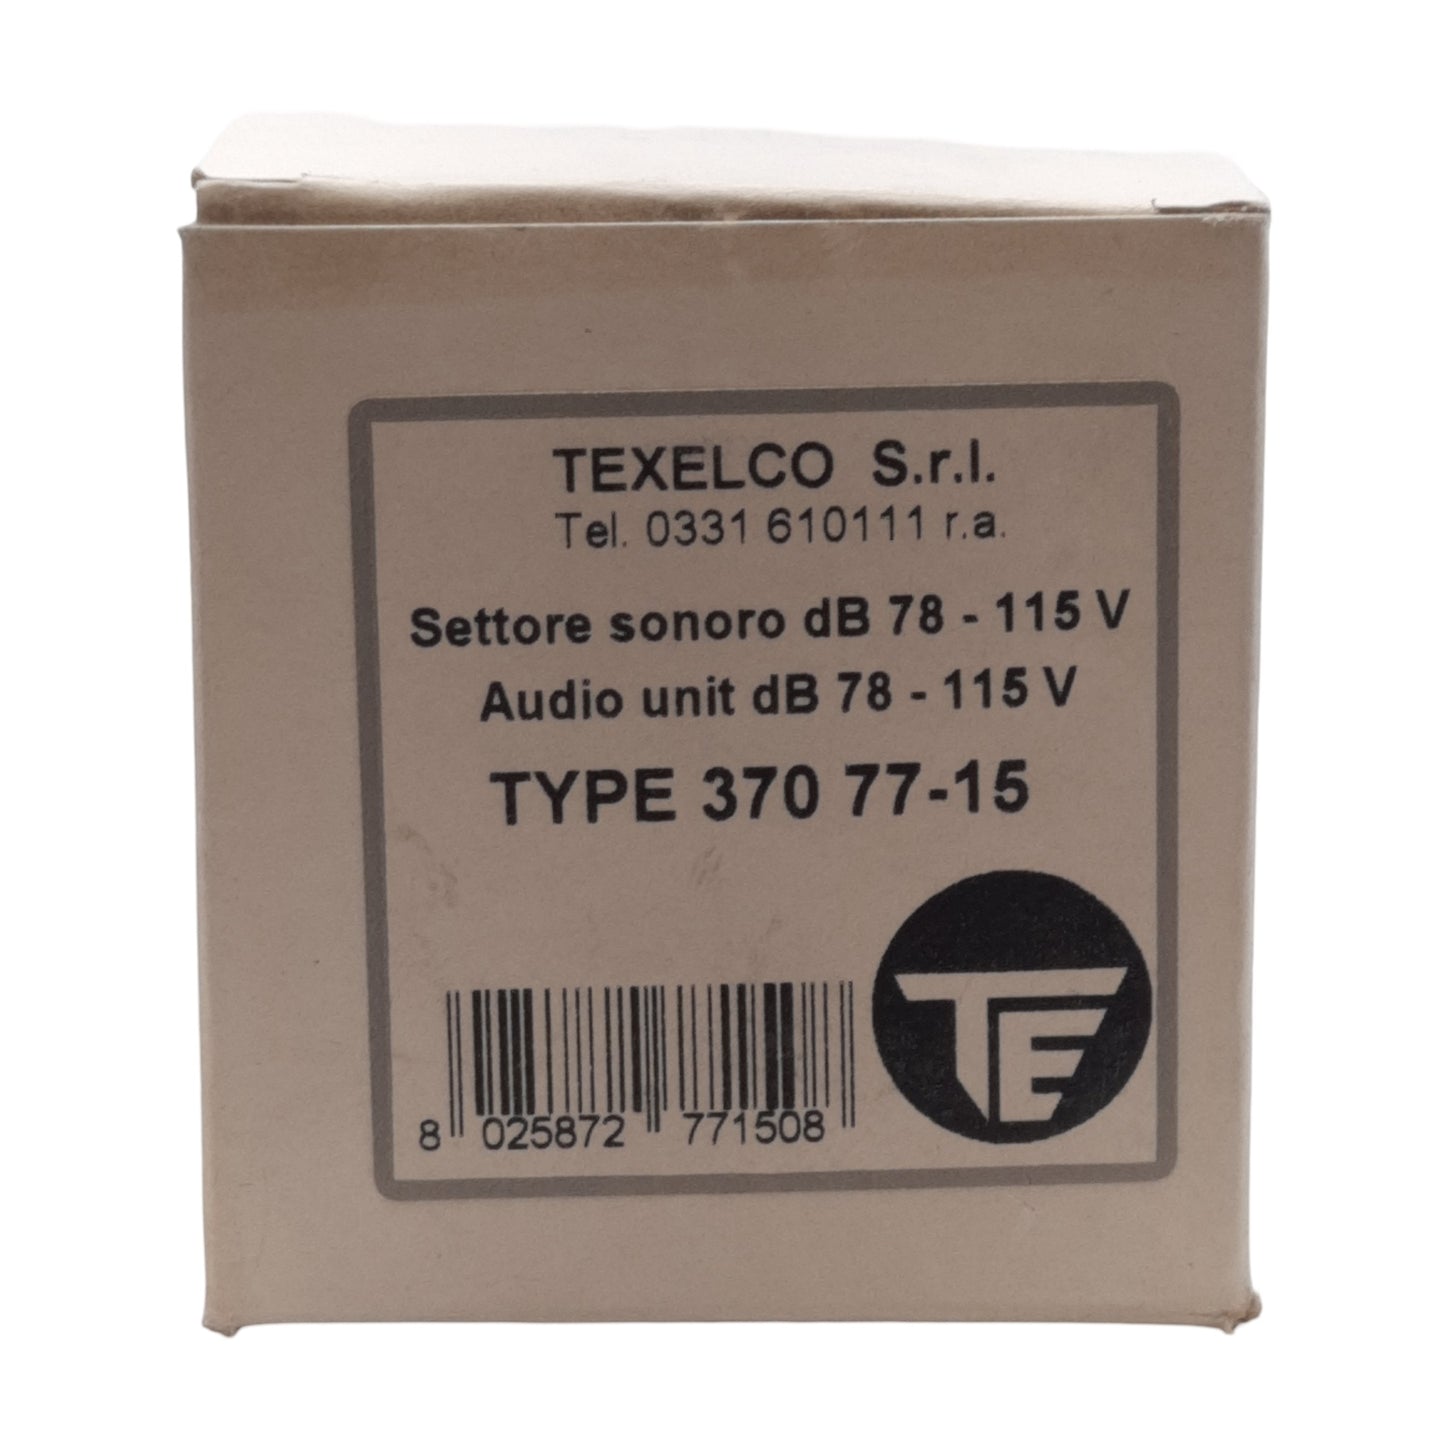 TEXELCO S.r.l.
Tel. 0331 610111 r.a.
Settore sonoro dB 78 - 115 V
Audio unit dB 78 - 115 V
TYPE 370 77-15
TE
8 025872 771508